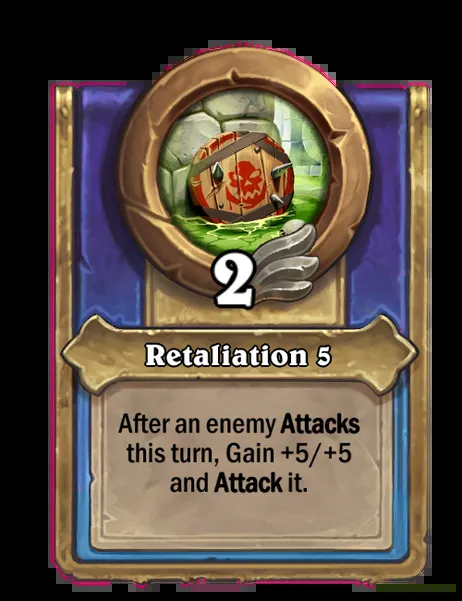 2
Retaliation 5
After an enemy Attacks
this turn, Gain +5/+5
and Attack it.